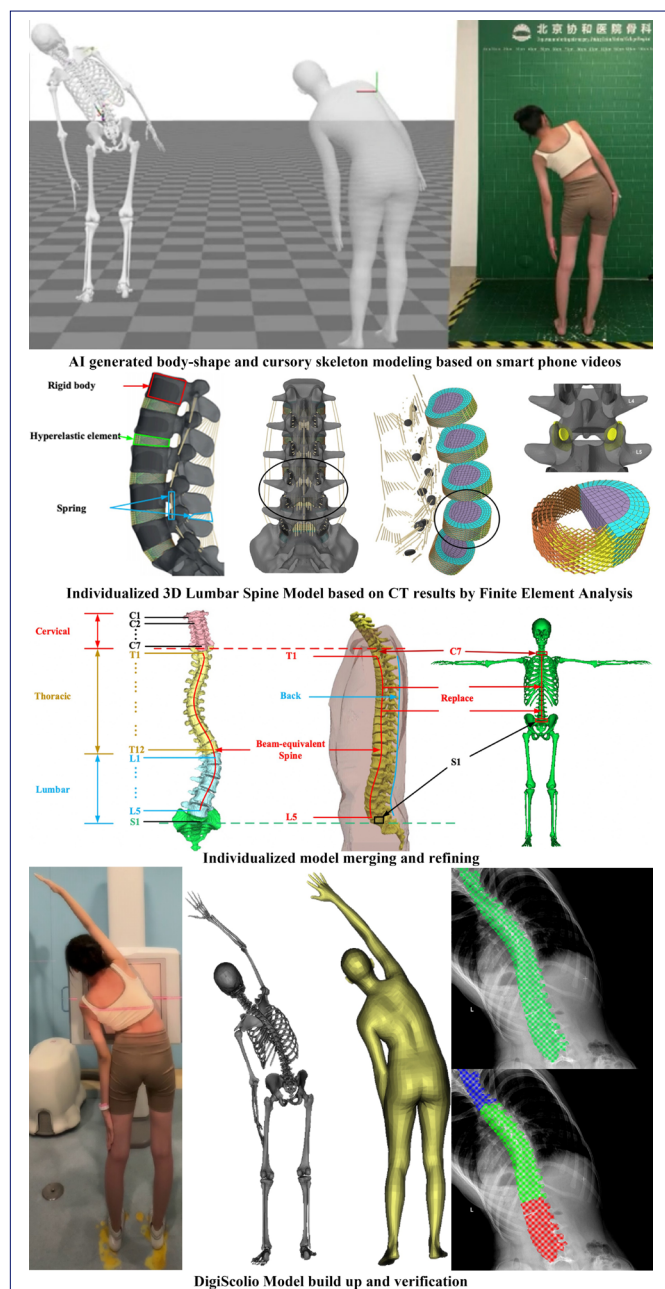 北京协和医院骨科
AI generated body-shape and cursory skeleton modeling based on smart phone videos
Rigid body
Hyperelastic element
Spring
L4
L5
Individualized 3D Lumbar Spine Model based on CT results by Finite Element Analysis
Cervical
C1
C2
C7
T1
Thoracic
T12
L1
Lumbar
L5
S1
Beam-equivalent
Spine
T1
Back
L5
C7
Replace
S1
Individualized model merging and refining
L
L
DigiScolio Model build up and verification